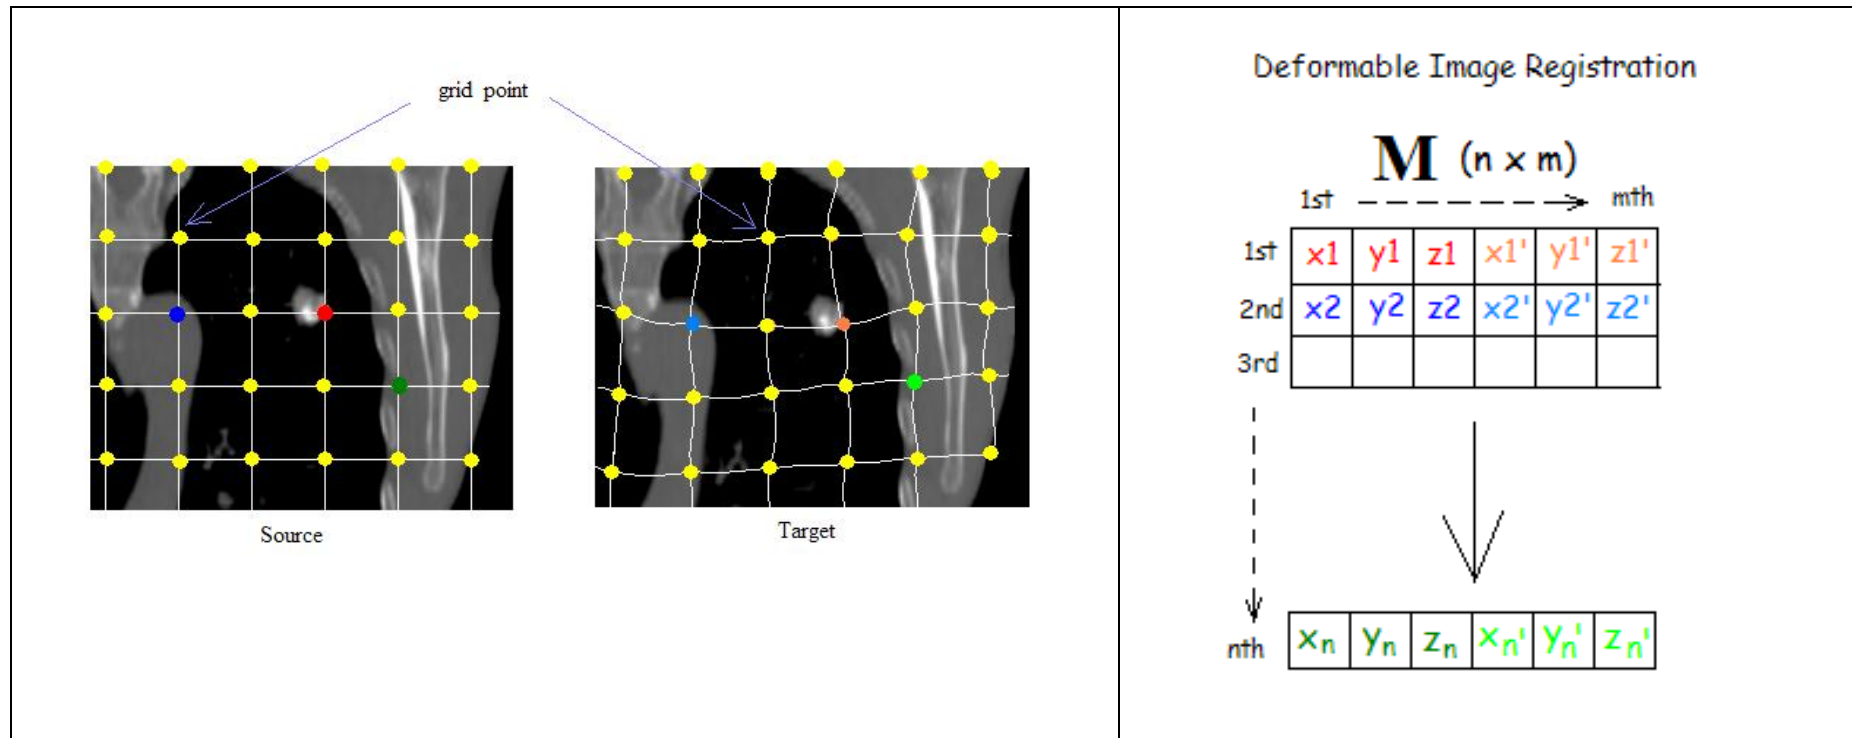 grid point
Source
Target
Deformable Image Registration
M (n x m)
1st mth
1st x1 y1 z1 x1' y1' z1'
2nd x2 y2 z2 x2' y2' z2'
3rd
nth xn yn zn xn' yn' zn'